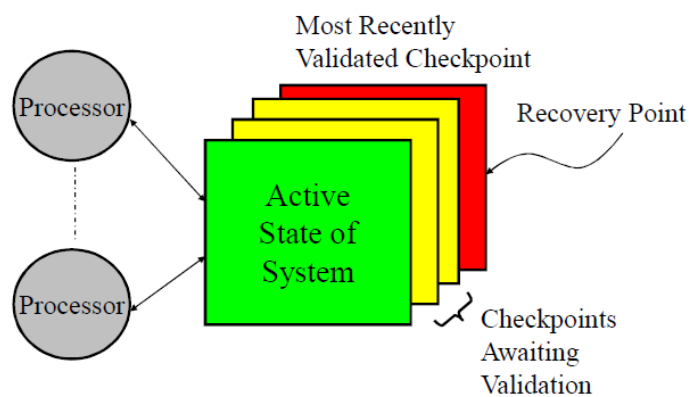 Most Recently
Validated Checkpoint
Processor
Recovery Point
Active
State of
System
Processor
Checkpoints
Awaiting
Validation